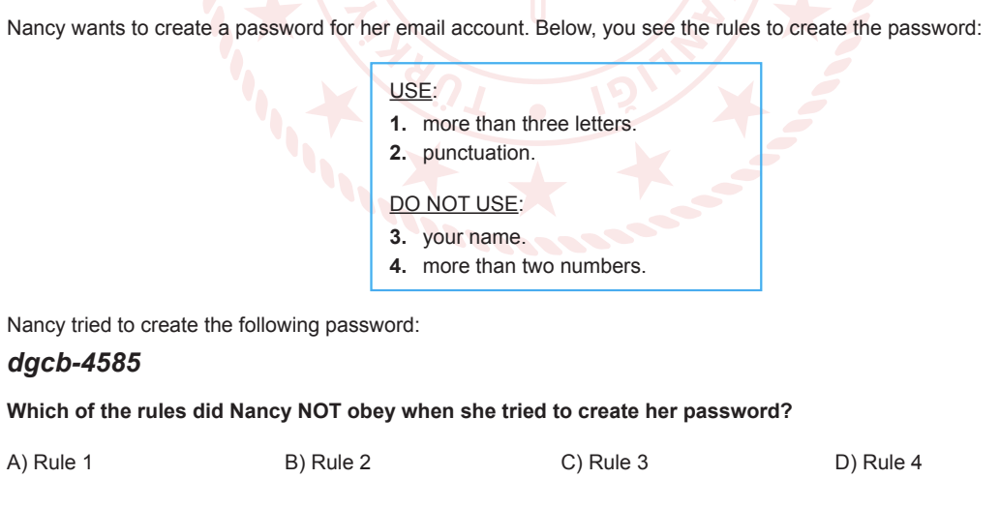 Nancy wants to create a password for her email account. Below, you see the rules to create the password:
USE:
1. more than three letters.
2. punctuation.
DO NOT USE:
3. your name.
4. more than two numbers.
Nancy tried to create the following password:
dgcb-4585
Which of the rules did Nancy NOT obey when she tried to create her password?
A) Rule 1 B) Rule 2 C) Rule 3 D) Rule 4